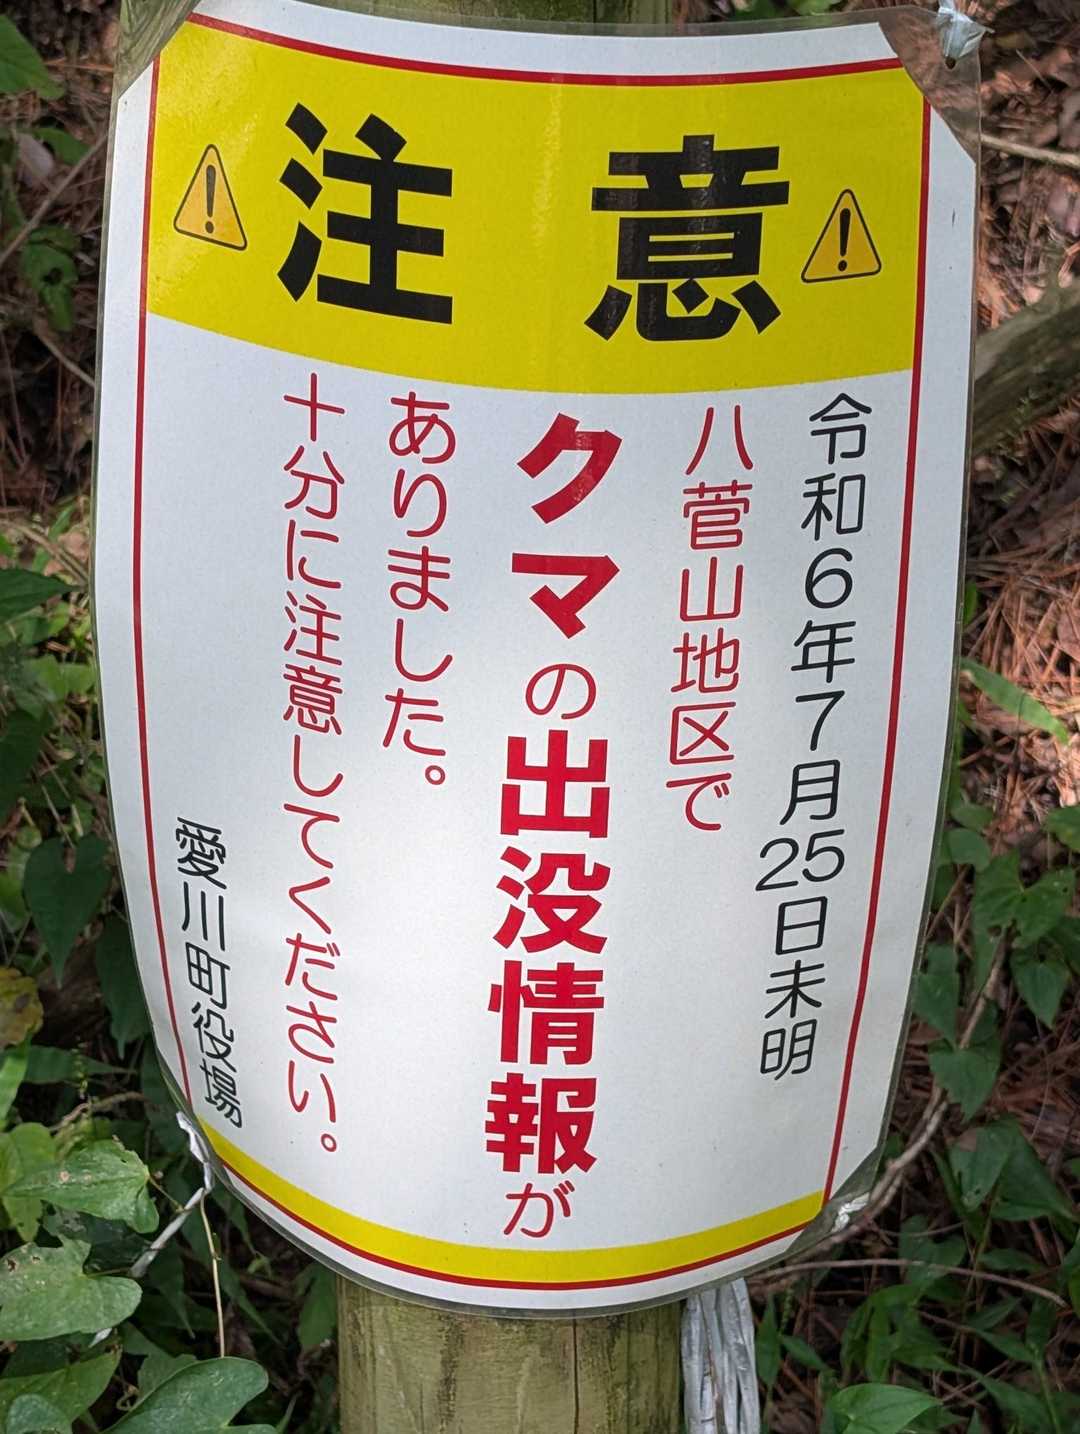 注意
令和6年7月25日未明
八菅山地区で
クマの出没情報が
ありました。
十分に注意してください。
愛川町役場